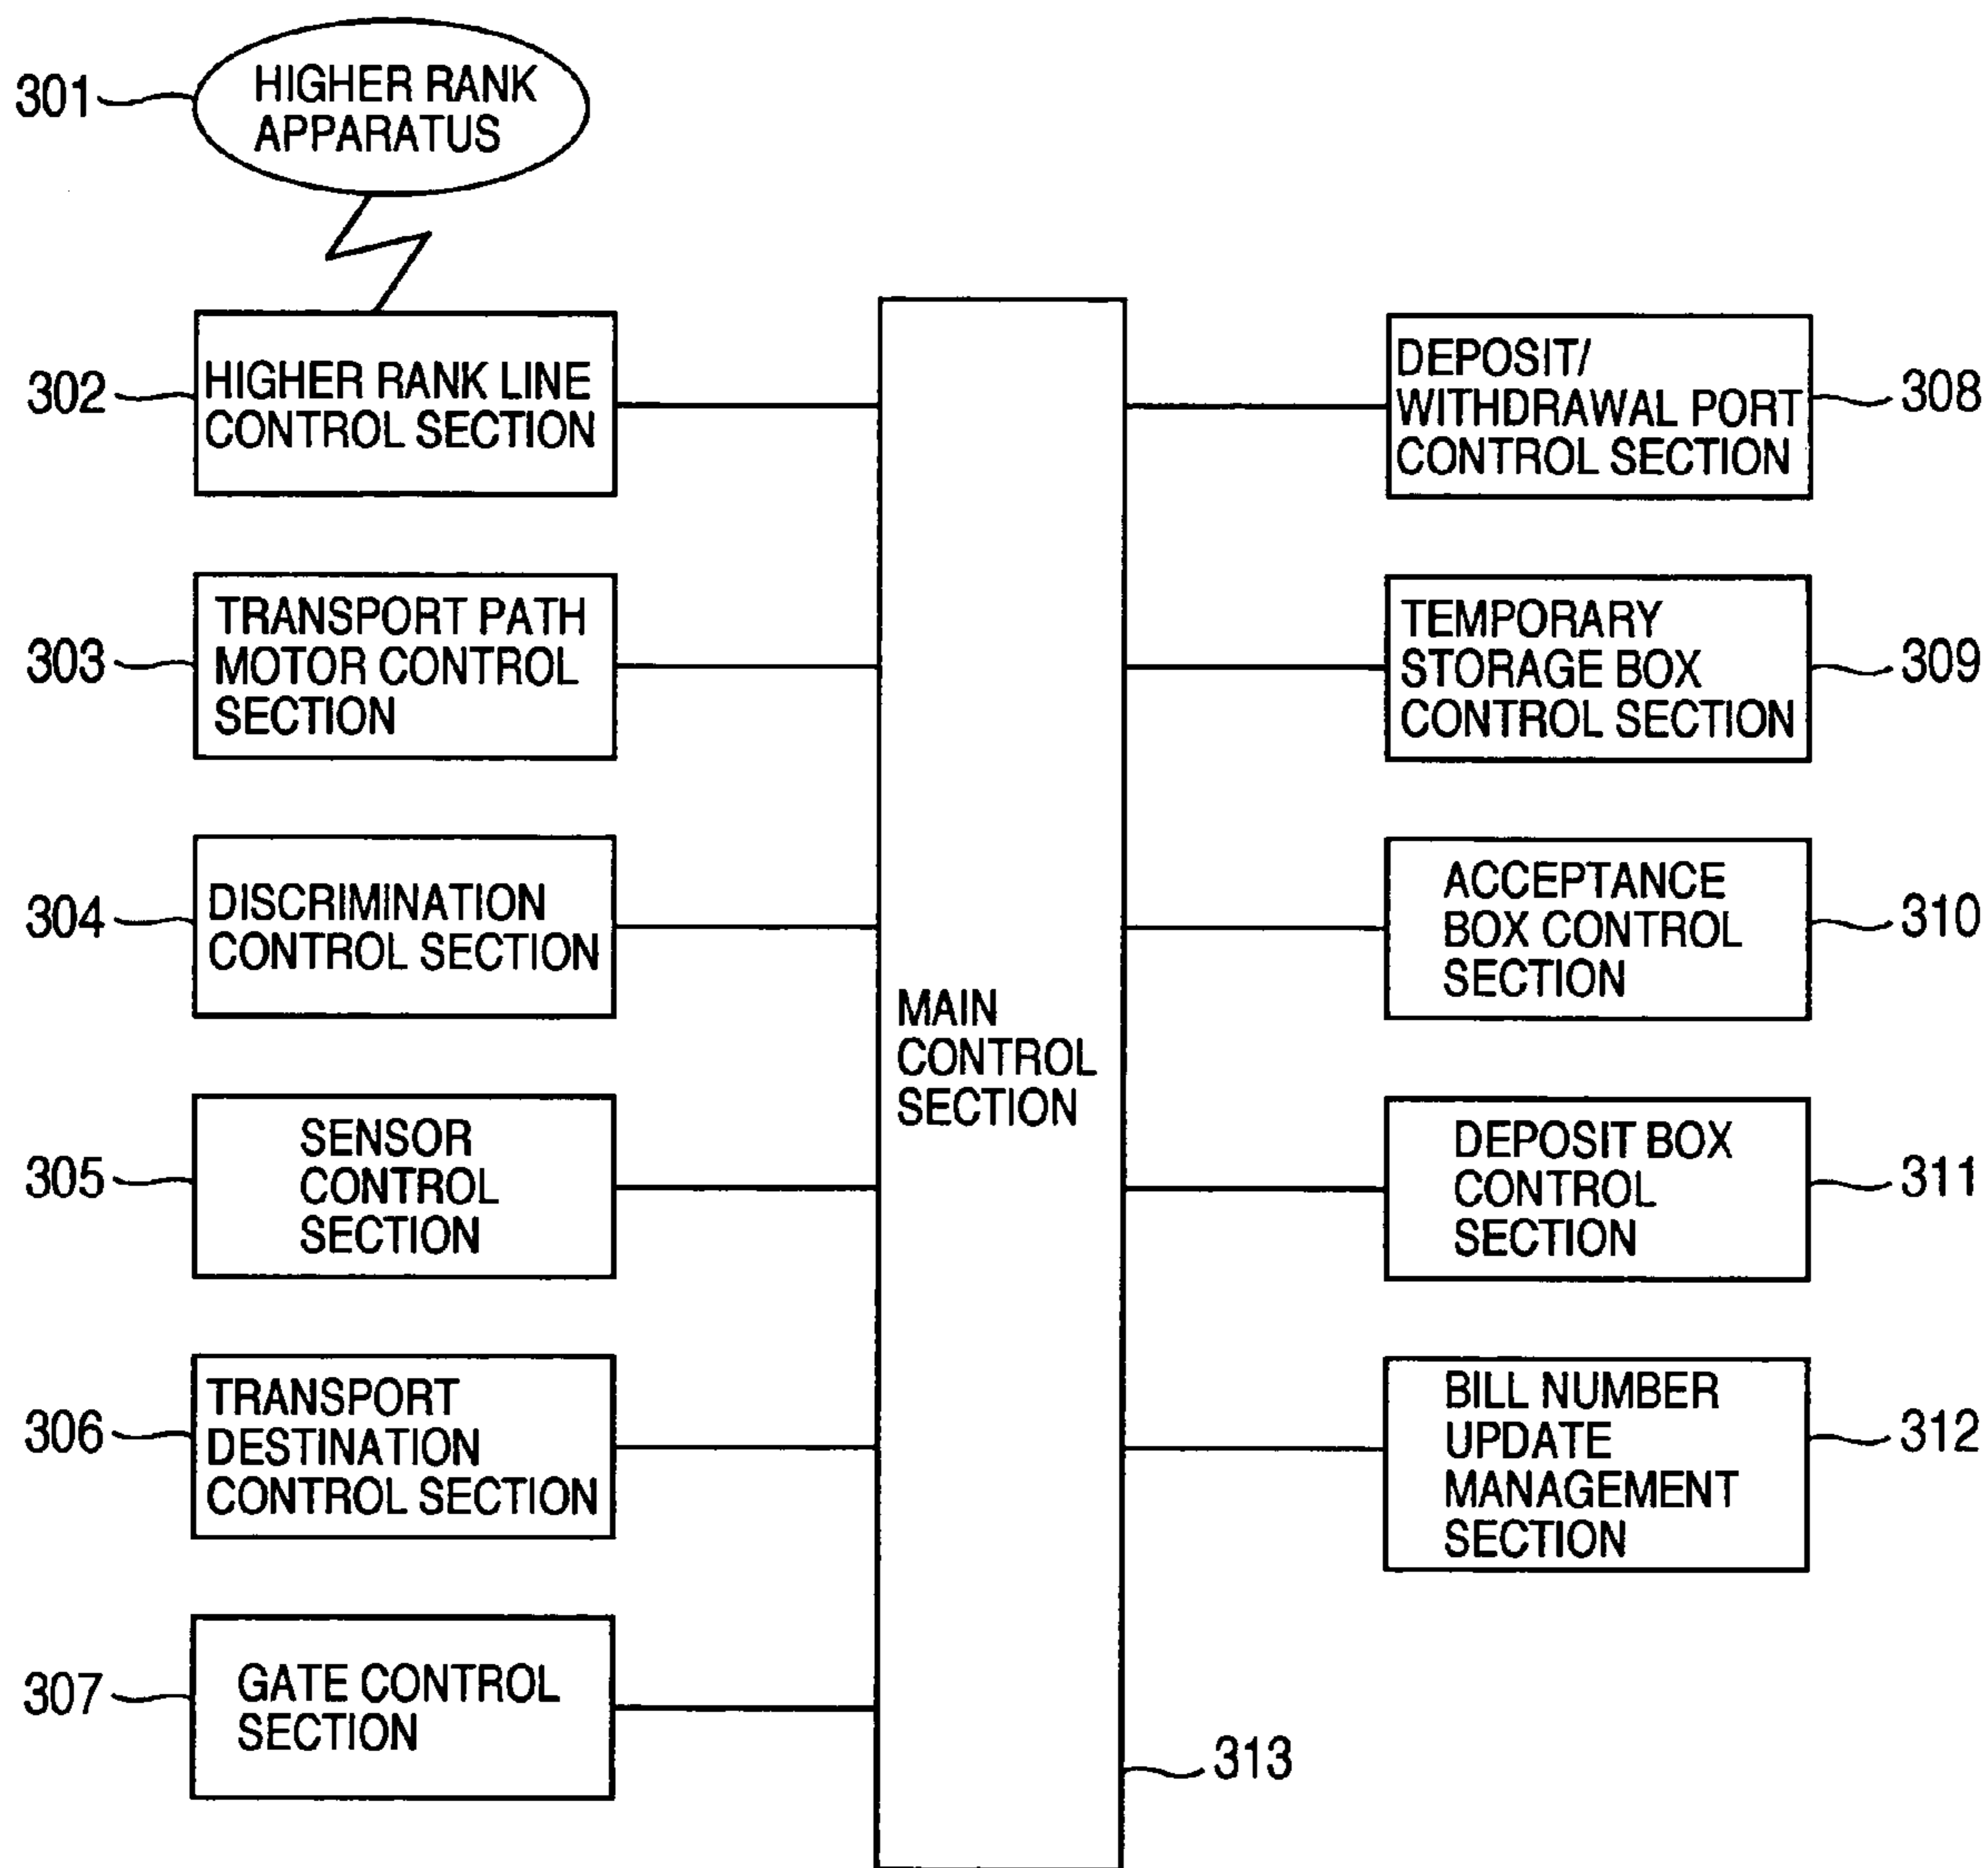 301
HIGHER RANK
APPARATUS
302
HIGHER RANK LINE
CONTROL SECTION
303
TRANSPORT PATH
MOTOR CONTROL
SECTION
304
DISCRIMINATION
CONTROL SECTION
305
SENSOR
CONTROL
SECTION
306
TRANSPORT
DESTINATION
CONTROL SECTION
307
GATE CONTROL
SECTION
MAIN
CONTROL
SECTION
313
DEPOSIT/
WITHDRAWAL PORT
CONTROL SECTION
308
TEMPORARY
STORAGE BOX
CONTROL SECTION
309
ACCEPTANCE
BOX CONTROL
SECTION
310
DEPOSIT BOX
CONTROL
SECTION
311
BILL NUMBER
UPDATE
MANAGEMENT
SECTION
312